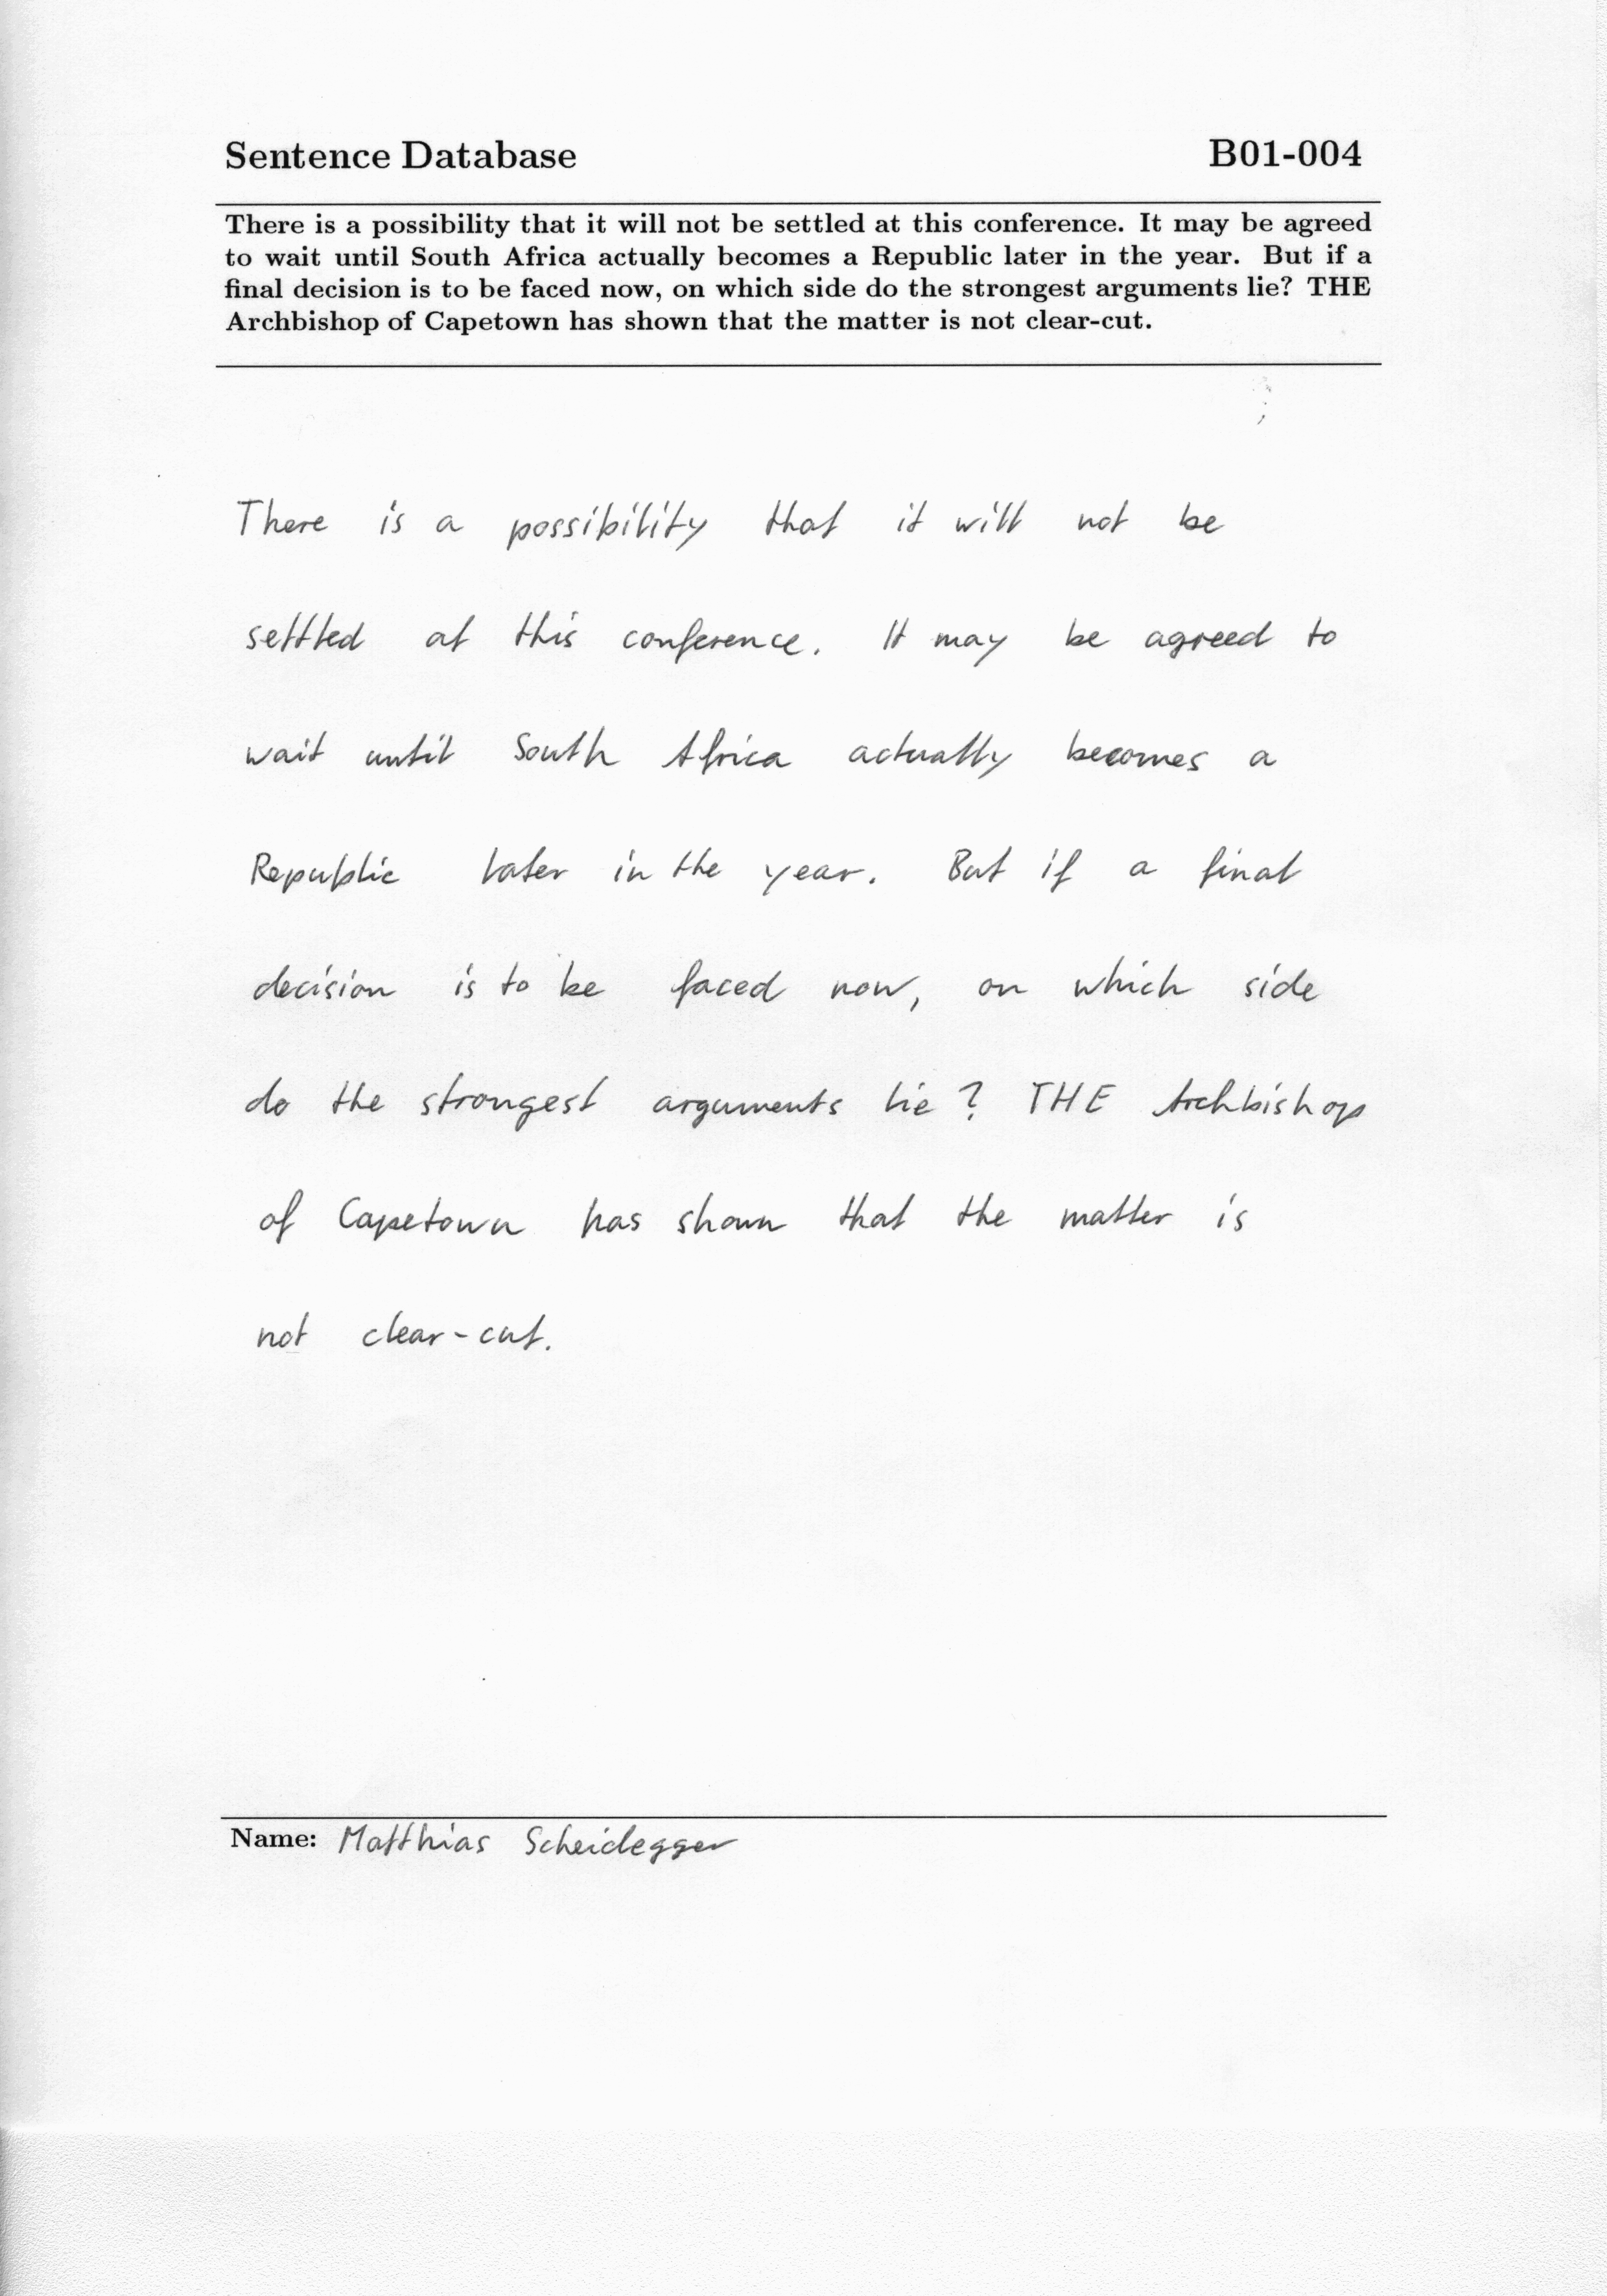 Sentence Database B01-004
There is a possibility that it will not be settled at this conference. It may be agreed
to wait until South Africa actually becomes a Republic later in the year. But if a
final decision is to be faced now, on which side do the strongest arguments lie? THE
Archbishop of Capetown has shown that the matter is not clear-cut.
There is a possibility that it will not be
settled at this conference. It may be agreed to
wait until South Africa actually becomes a
Republic later in the year. But if a final
decision is to be faced now, on which side
do the strongest arguments lie? THE Archbishop
of Capetown has shown that the matter is
not clear-cut.
Name: Matthias Scheidegger